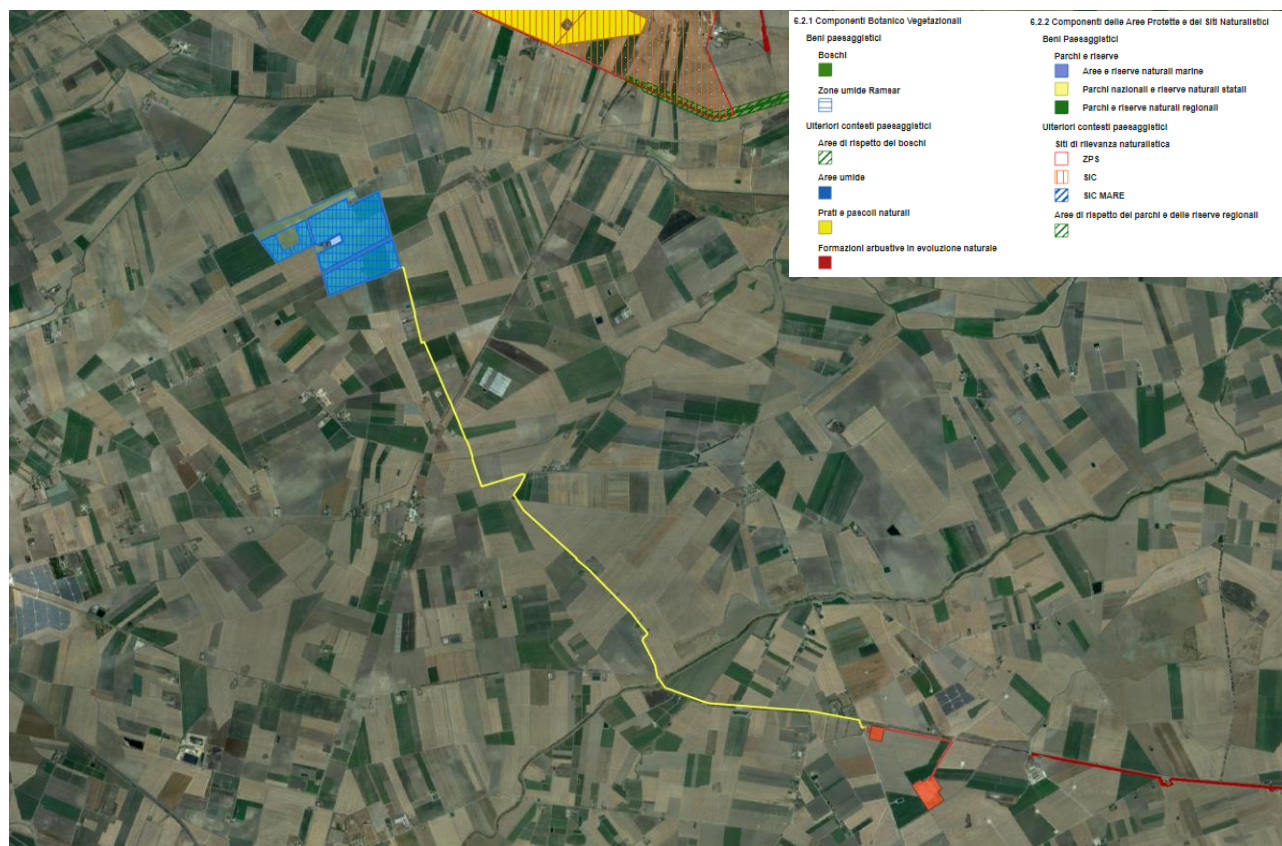 6.2.1 Componenti Botanico Vegetazionali
Beni paesaggistici
Boschi
Zone umide Ramsar
Ulteriori contesti paesaggistici
Aree di rispetto dei boschi
Aree umide
Prati e pascoli naturali
Formazioni arbustive in evoluzione naturale
6.2.2 Componenti delle Aree Protette e dei Siti Naturalistici
Beni Paesaggistici
Parchi e riserve
Aree e riserve naturali marine
Parchi nazionali e riserve naturali statali
Parchi e riserve naturali regionali
Ulteriori contesti paesaggistici
Siti di rilevanza naturalistica
ZPS
SIC
SIC MARE
Aree di rispetto dei parchi e delle riserve regionali